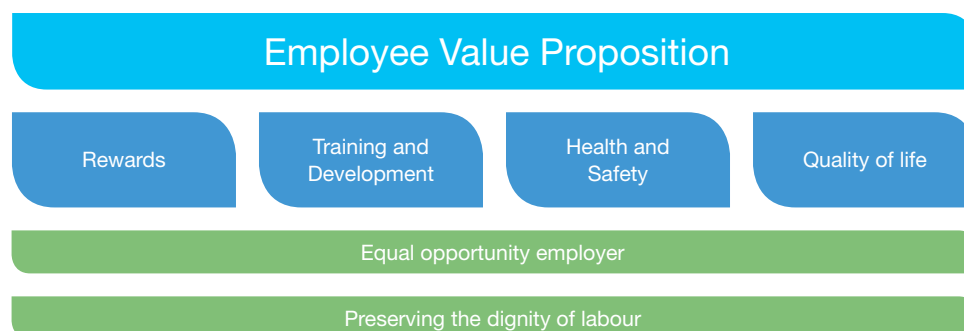 Employee Value Proposition
Rewards
Training and
Development
Health and
Safety
Quality of life
Equal opportunity employer
Preserving the dignity of labour